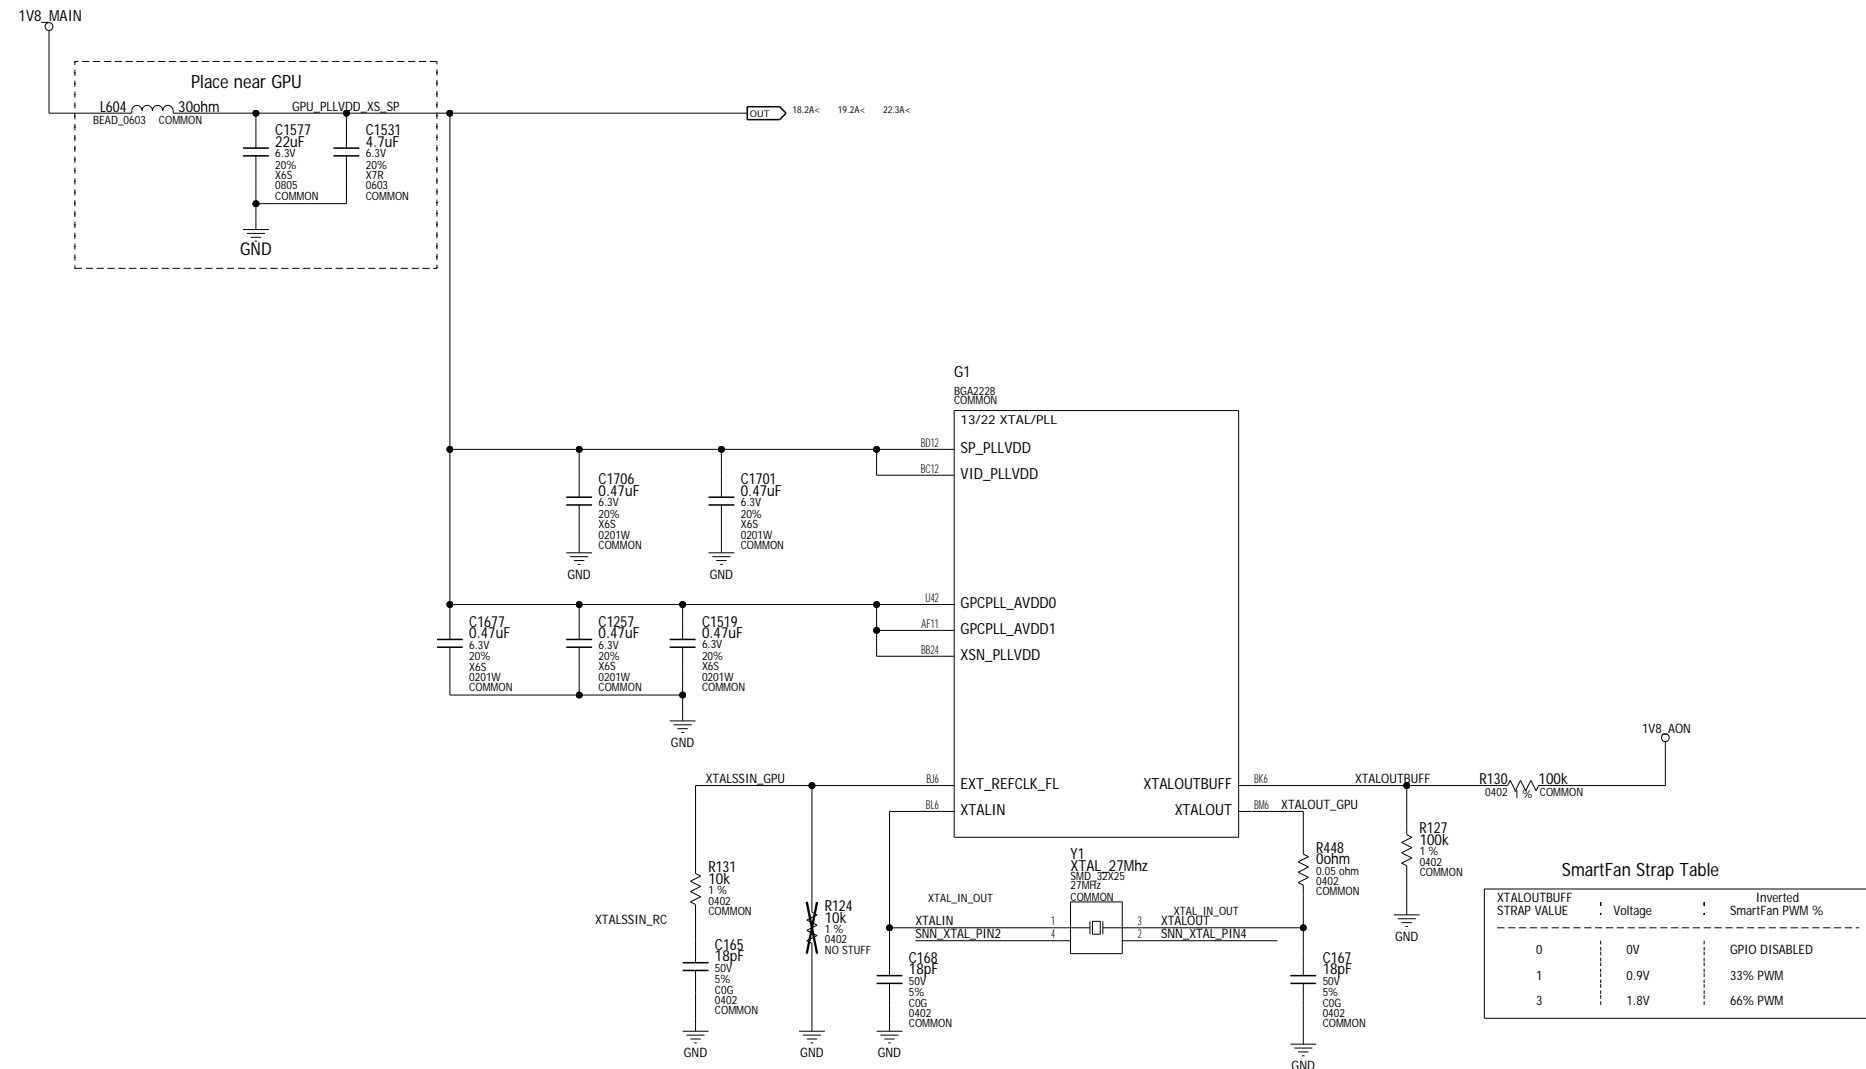 1V8_MAIN
Place near GPU
L604 30ohm
BEAD_0603 COMMON
GPU_PLLVDD_XS_SP
C1577
22uF
6.3V
20%
X6S
0805
COMMON
C1531
4.7uF
6.3V
20%
X7R
0603
COMMON
GND
OUT 18.2A< 19.2A< 22.3A<
G1
BGA2228
COMMON
13/22 XTAL/PLL
BD12 SP_PLLVDD
BC12 VID_PLLVDD
C1706
0.47uF
6.3V
20%
X6S
0201W
COMMON
GND
C1701
0.47uF
6.3V
20%
X6S
0201W
COMMON
GND
U42 GPCPLL_AVDD0
AF11 GPCPLL_AVDD1
BB24 XSN_PLLVDD
C1677
0.47uF
6.3V
20%
X6S
0201W
COMMON
C1257
0.47uF
6.3V
20%
X6S
0201W
COMMON
C1519
0.47uF
6.3V
20%
X6S
0201W
COMMON
GND
XTALSSIN_GPU BJ6 EXT_REFCLK_FL
BL6 XTALIN
XTALOUTBUFF BK6 XTALOUTBUFF
XTALOUT BM6 XTALOUT_GPU
1V8_AON
R130 100k
0402 1 % COMMON
R127
100k
1 %
0402
COMMON
GND
R448
0ohm
0.05 ohm
0402
COMMON
R131
10k
1 %
0402
COMMON
XTALSSIN_RC
C165
18pF
50V
5%
C0G
0402
COMMON
GND
R124
10k
1 %
0402
NO STUFF
GND
Y1
XTAL_27Mhz
SMD_32X25
27MHz
COMMON
XTAL_IN_OUT
XTALIN 1
SNN_XTAL_PIN2 4
XTAL_IN_OUT
3 XTALOUT
2 SNN_XTAL_PIN4
C168
18pF
50V
5%
C0G
0402
COMMON
GND
C167
18pF
50V
5%
C0G
0402
COMMON
GND
SmartFan Strap Table
XTALOUTBUFF Inverted
STRAP VALUE Voltage SmartFan PWM %
0 0V GPIO DISABLED
1 0.9V 33% PWM
3 1.8V 66% PWM